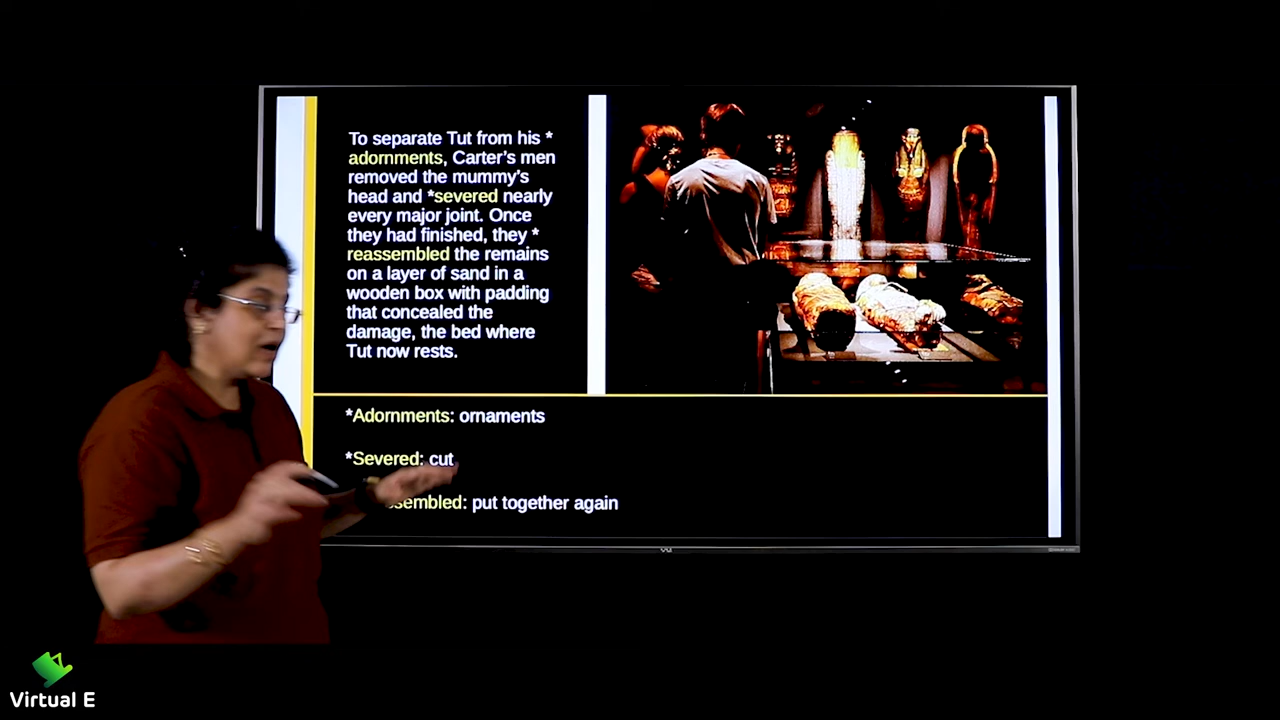 To separate Tut from his *
adornments, Carter's men
removed the mummy's
head and *severed nearly
every major joint. Once
they had finished, they *
reassembled the remains
on a layer of sand in a
wooden box with padding
that concealed the
damage, the bed where
Tut now rests.
*Adornments: ornaments
*Severed: cut
sembled: put together again
VU
Virtual E